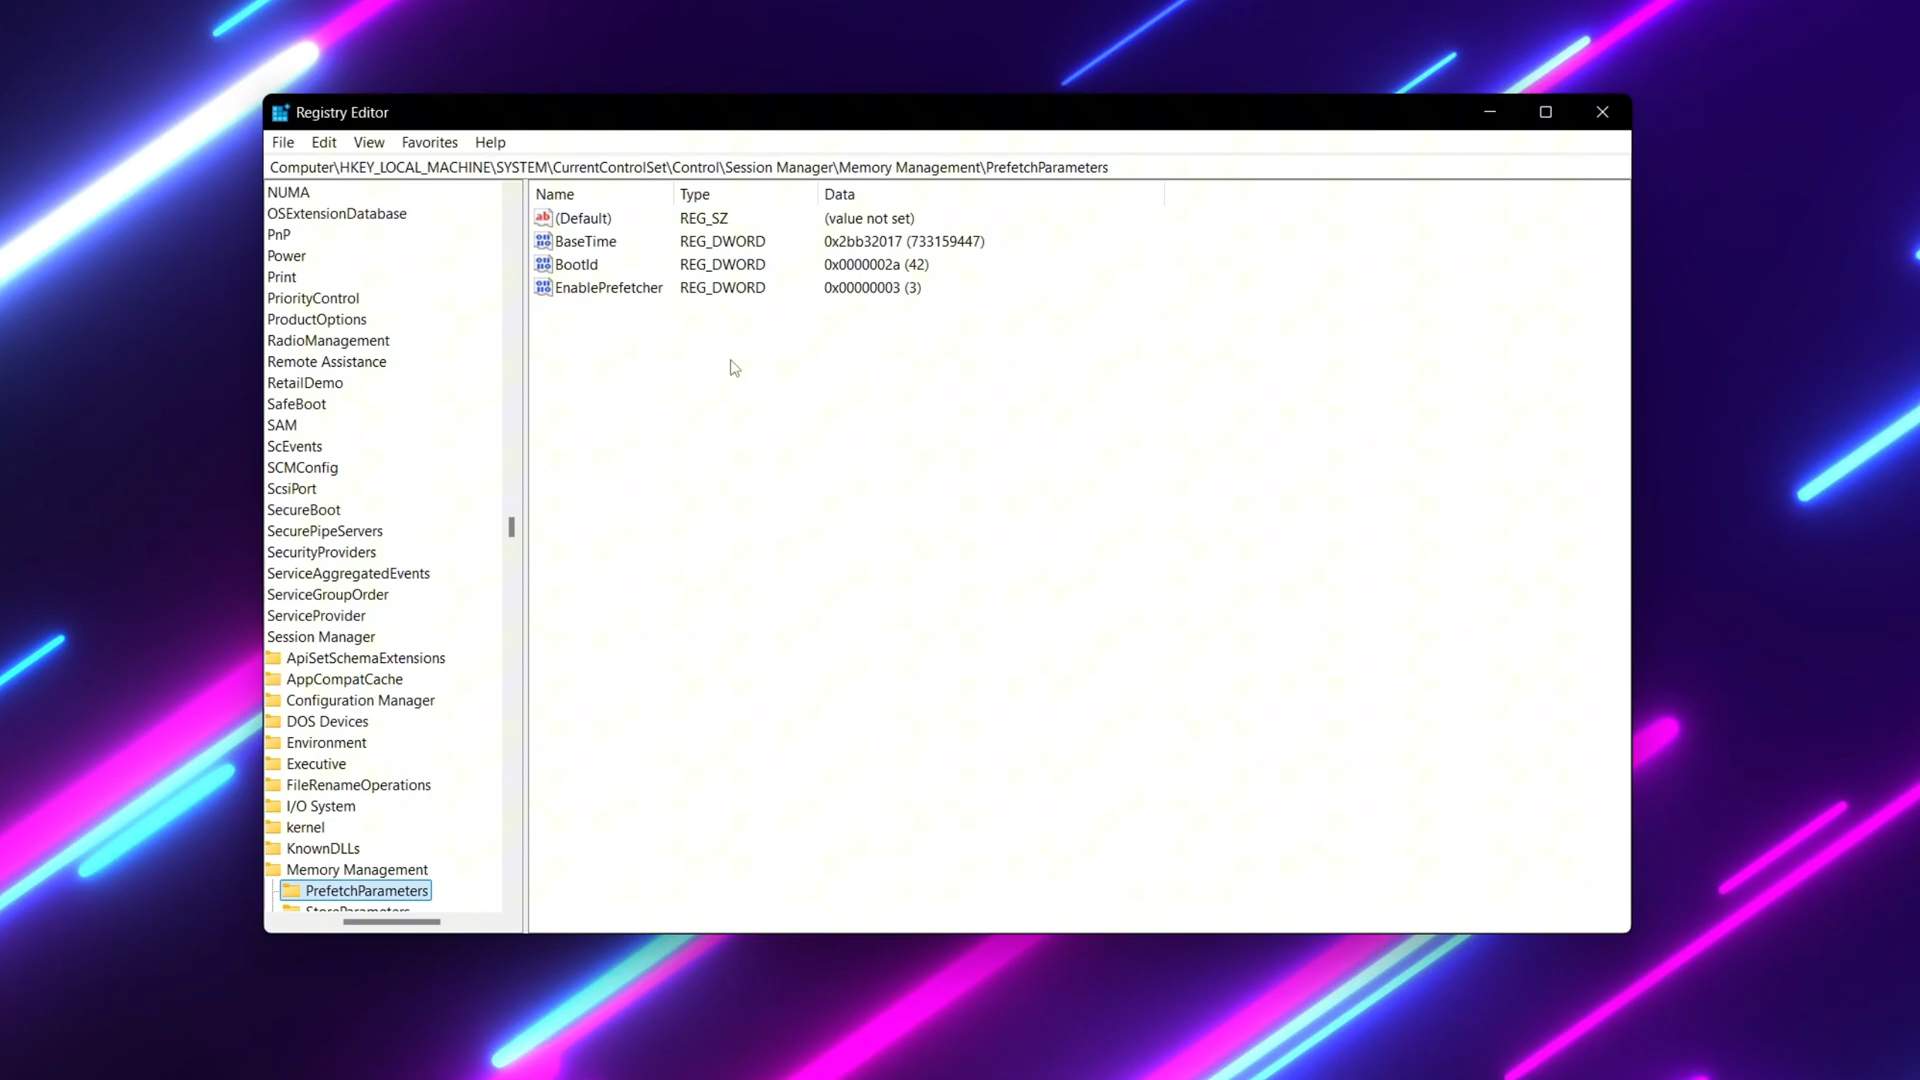 Registry Editor
File Edit View Favorites Help
Computer\HKEY_LOCAL_MACHINE\SYSTEM\CurrentControlSet\Control\Session Manager\Memory Management\PrefetchParameters
NUMA
OSExtensionDatabase
PnP
Power
Print
PriorityControl
ProductOptions
RadioManagement
Remote Assistance
RetailDemo
SafeBoot
SAM
ScEvents
SCMConfig
ScsiPort
SecureBoot
SecurePipeServers
SecurityProviders
ServiceAggregatedEvents
ServiceGroupOrder
ServiceProvider
Session Manager
ApiSetSchemaExtensions
AppCompatCache
Configuration Manager
DOS Devices
Environment
Executive
FileRenameOperations
I/O System
kernel
KnownDLLs
Memory Management
PrefetchParameters
StoreParameters
Name Type Data
(Default) REG_SZ (value not set)
BaseTime REG_DWORD 0x2bb32017 (733159447)
BootId REG_DWORD 0x0000002a (42)
EnablePrefetcher REG_DWORD 0x00000003 (3)